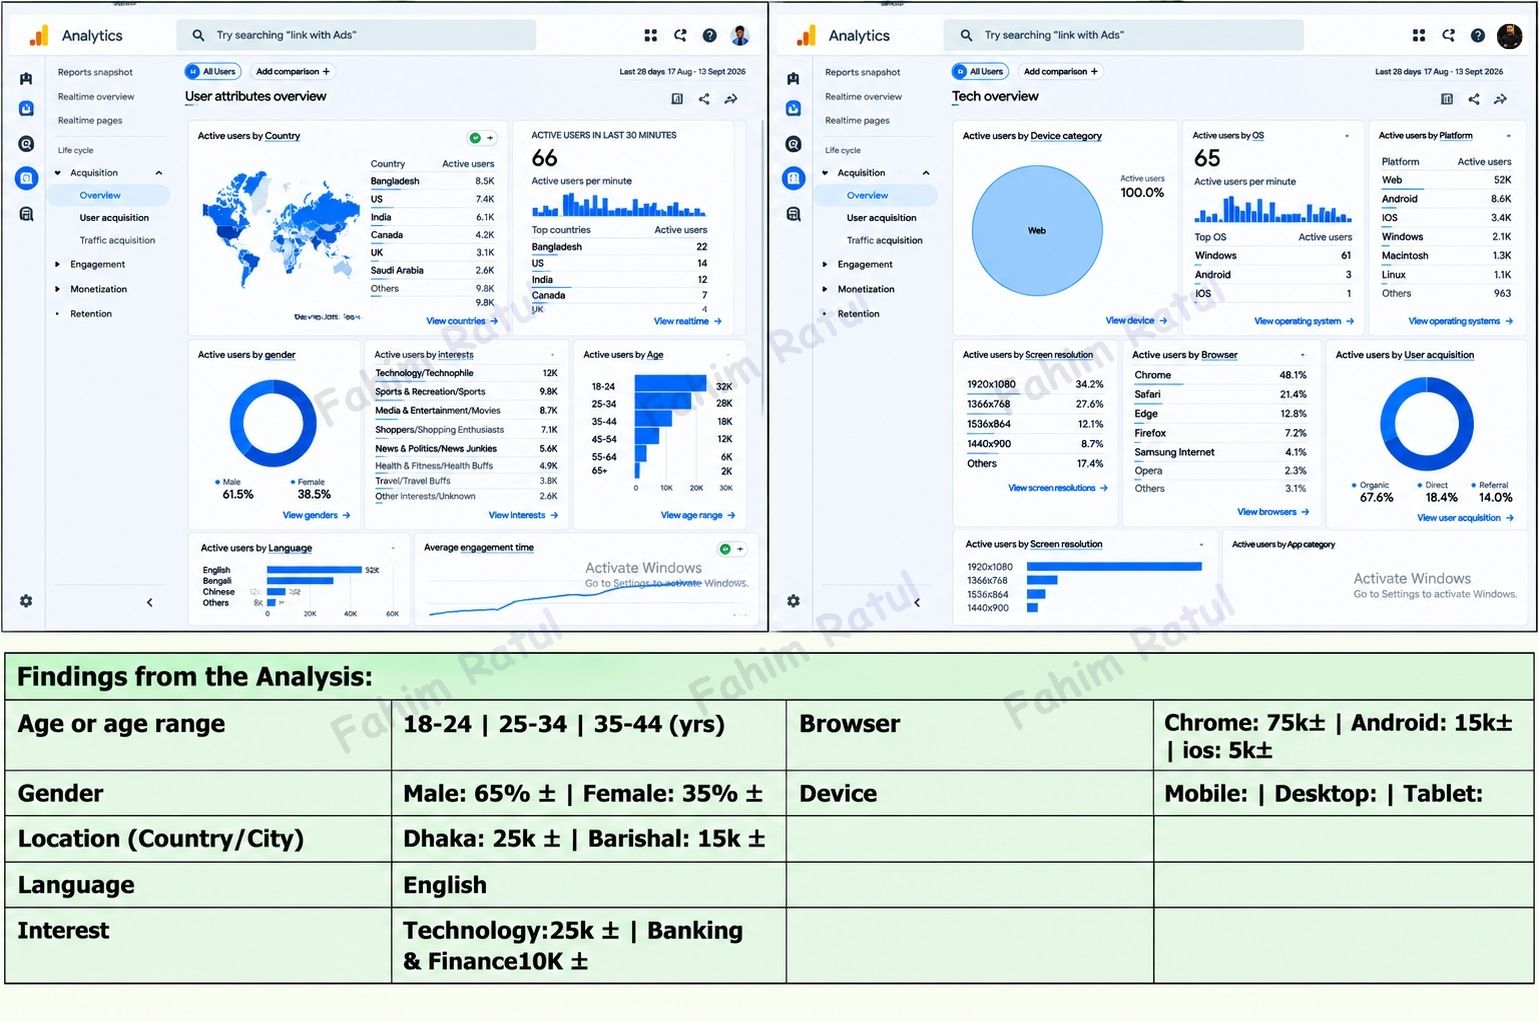 Analytics
Try searching “link with Ads”
Reports snapshot
Realtime overview
Realtime pages
Life cycle
Acquisition
Overview
User acquisition
Traffic acquisition
Engagement
Monetization
Retention
All Users
Add comparison +
Last 28 days 17 Aug - 13 Sept 2026
User attributes overview
Active users by Country
Country Active users
Bangladesh 8.5K
US 7.4K
India 6.1K
Canada 4.2K
UK 3.1K
Saudi Arabia 2.6K
Others 9.8K
9.8K
View countries →
ACTIVE USERS IN LAST 30 MINUTES
66
Active users per minute
Top countries Active users
Bangladesh 22
US 14
India 12
Canada 7
UK 4
View realtime →
Active users by gender
Male Female
61.5% 38.5%
View genders →
Active users by interests
Technology/Technophile 12K
Sports & Recreation/Sports 9.8K
Media & Entertainment/Movies 8.7K
Shoppers/Shopping Enthusiasts 7.1K
News & Politics/News Junkies 5.6K
Health & Fitness/Health Buffs 4.9K
Travel/Travel Buffs 3.8K
Other interests/Unknown 2.6K
View interests →
Active users by Age
18-24 32K
25-34 28K
35-44 18K
45-54 12K
55-64 6K
65+ 2K
0 10K 20K 30K
View age range →
Active users by Language
English 32K
Bengali
Chinese
Others 8K
0 20K 40K 60K
Average engagement time
Activate Windows
Go to Settings to activate Windows.
Analytics
Try searching “link with Ads”
Reports snapshot
Realtime overview
Realtime pages
Life cycle
Acquisition
Overview
User acquisition
Traffic acquisition
Engagement
Monetization
Retention
All Users
Add comparison +
Last 28 days 17 Aug - 13 Sept 2026
Tech overview
Active users by Device category
Web
Active users
100.0%
View device →
Active users by OS
65
Active users per minute
Top OS Active users
Windows 61
Android 3
IOS 1
View operating system →
Active users by Platform
Platform Active users
Web 52K
Android 8.6K
IOS 3.4K
Windows 2.1K
Macintosh 1.3K
Linux 1.1K
Others 963
View operating systems →
Active users by Screen resolution
1920x1080 34.2%
1366x768 27.6%
1536x864 12.1%
1440x900 8.7%
Others 17.4%
View screen resolutions →
Active users by Browser
Chrome 48.1%
Safari 21.4%
Edge 12.8%
Firefox 7.2%
Samsung Internet 4.1%
Opera 2.3%
Others 3.1%
View browsers →
Active users by User acquisition
Organic Direct Referral
67.6% 18.4% 14.0%
View user acquisition →
Active users by Screen resolution
1920x1080
1366x768
1536x864
1440x900
Active users by App category
Activate Windows
Go to Settings to activate Windows.
Fahim Ratul
Fahim Ratul
Fahim Ratul
Fahim Ratul
Fahim Ratul
Fahim Ratul
Findings from the Analysis:
Age or age range
18-24 | 25-34 | 35-44 (yrs)
Browser
Chrome: 75k± | Android: 15k±
| ios: 5k±
Gender
Male: 65% ± | Female: 35% ±
Device
Mobile: | Desktop: | Tablet:
Location (Country/City)
Dhaka: 25k ± | Barishal: 15k ±
Language
English
Interest
Technology:25k ± | Banking
& Finance10K ±